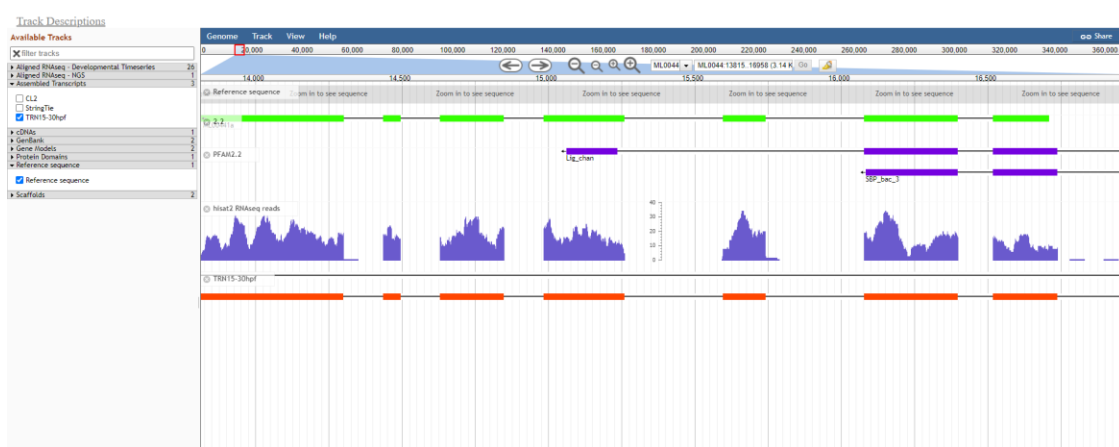 Track Descriptions
Available Tracks
Genome Track View Help Share
filter tracks
0 20,000 40,000 60,000 80,000 100,000 120,000 140,000 160,000 180,000 200,000 220,000 240,000 260,000 280,000 300,000 320,000 340,000 360,000
Aligned RNAseq - Developmental Timeseries 26
Aligned RNAseq - NGS 1
Assembled Transcripts 3
ML0044 ML0044:13815..16958 (3.14 K Go
14,000 14,500 15,000 15,500 16,000 16,500
CL2
StringTie
TRN15-30hpf
Reference sequence Zoom in to see sequence Zoom in to see sequence Zoom in to see sequence Zoom in to see sequence Zoom in to see sequence Zoom in to see sequence
2.2
cDNAs 1
GenBank 2
Gene Models 2
Protein Domains 1
Reference sequence 1
Reference sequence
Scaffolds 2
PFAM2.2
Lig_chan
SBP_bac_3
hisat2 RNAseq reads
40
30
20
10
0
TRN15-30hpf